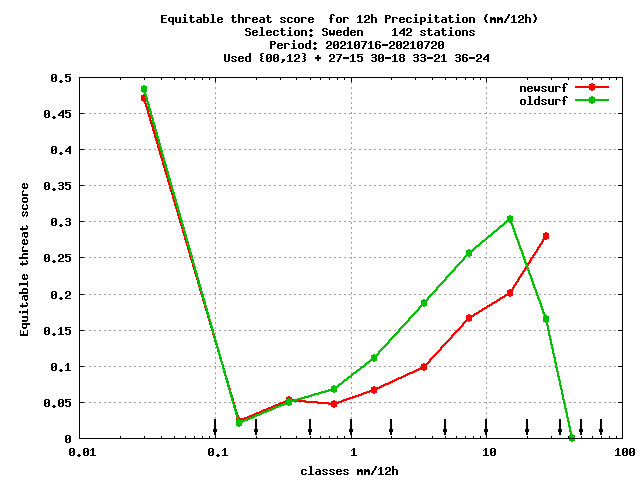 Equitable threat score  for 12h Precipitation (mm/12h)
Selection: Sweden    142 stations
Period: 20210716-20210720
Used {00,12} + 27-15 30-18 33-21 36-24
newsurf
oldsurf
Equitable threat score
0.5
0.45
0.4
0.35
0.3
0.25
0.2
0.15
0.1
0.05
0
0.01 0.1 1 10 100
classes mm/12h